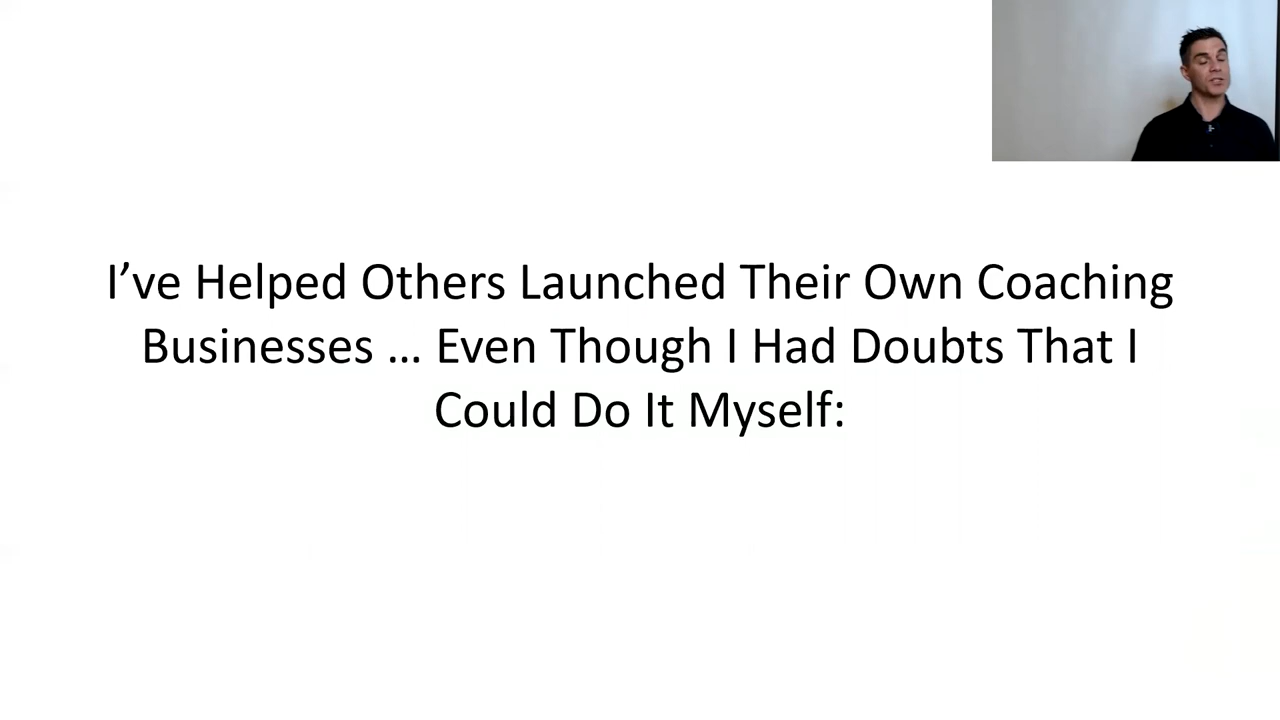 I’ve Helped Others Launched Their Own Coaching
Businesses … Even Though I Had Doubts That I
Could Do It Myself: